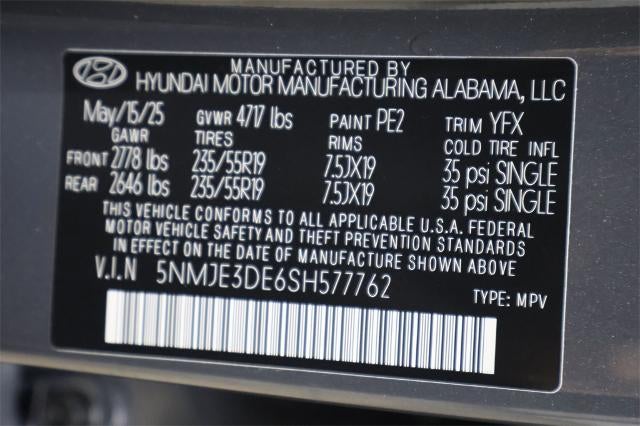 MANUFACTURED BY
HYUNDAI MOTOR MANUFACTURING ALABAMA, LLC
May/15/25 GVWR 4717 lbs PAINT PE2 TRIM YFX
GAWR TIRES RIMS COLD TIRE INFL
FRONT 2778 lbs 235/55R19 7.5JX19 35 psi SINGLE
REAR 2646 lbs 235/55R19 7.5JX19 35 psi SINGLE
THIS VEHICLE CONFORMS TO ALL APPLICABLE U.S.A. FEDERAL
MOTOR VEHICLE SAFETY AND THEFT PREVENTION STANDARDS
IN EFFECT ON THE DATE OF MANUFACTURE SHOWN ABOVE
V.I.N 5NMJE3DE6SH577762
TYPE: MPV